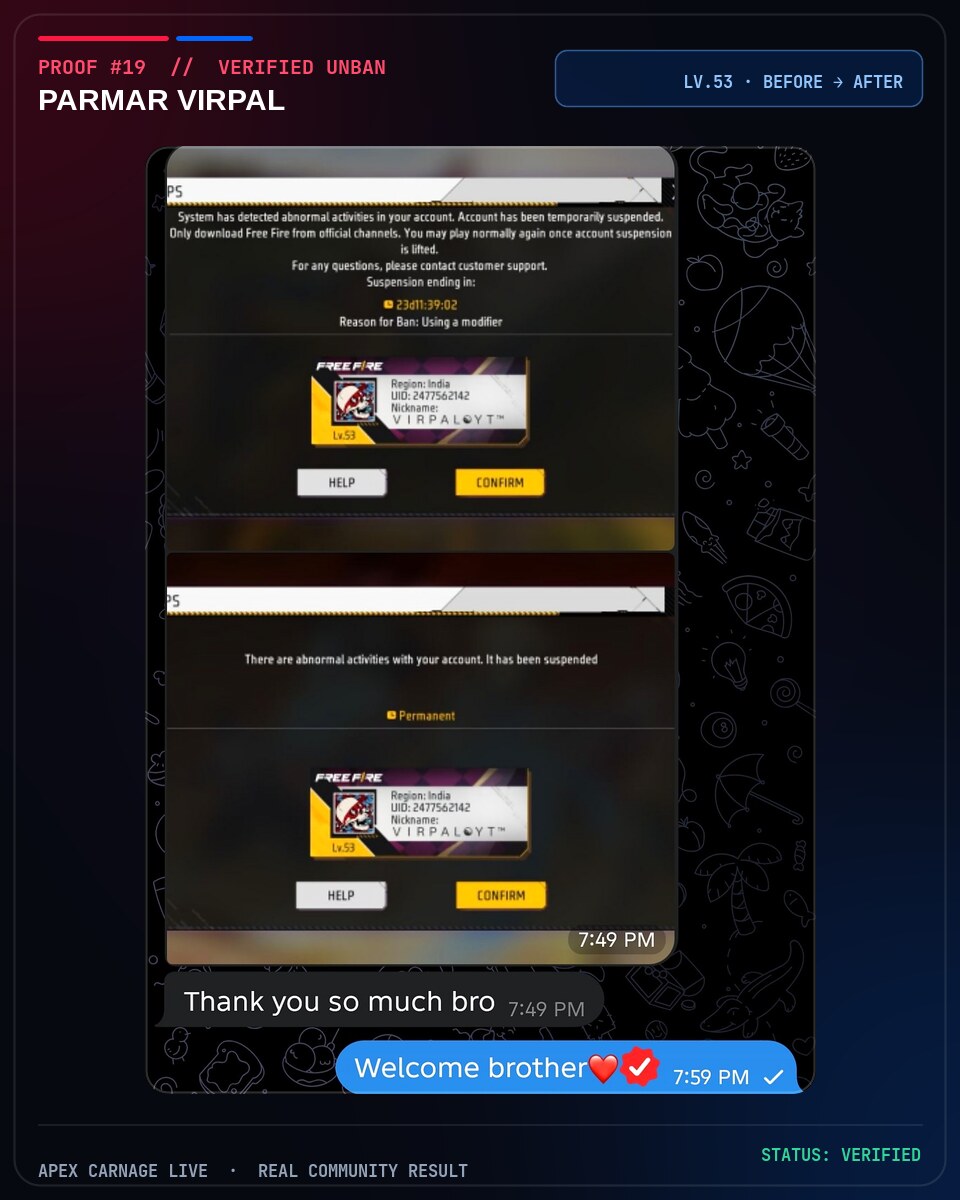 PROOF #19 // VERIFIED UNBAN
PARMAR VIRPAL
LV.53 · BEFORE → AFTER
PS
System has detected abnormal activities in your account. Account has been temporarily suspended.
Only download Free Fire from official channels. You may play normally again once account suspension
is lifted.
For any questions, please contact customer support.
Suspension ending in:
23d11:39:02
Reason for Ban: Using a modifier
FREE FIRE
Region: India
UID: 2477562142
Nickname:
VIRPAL☯YT™
Lv.53
HELP
CONFIRM
PS
There are abnormal activities with your account. It has been suspended
Permanent
FREE FIRE
Region: India
UID: 2477562142
Nickname:
VIRPAL☯YT™
Lv.53
HELP
CONFIRM
7:49 PM
Thank you so much bro 7:49 PM
Welcome brother❤️ 7:59 PM
STATUS: VERIFIED
APEX CARNAGE LIVE · REAL COMMUNITY RESULT